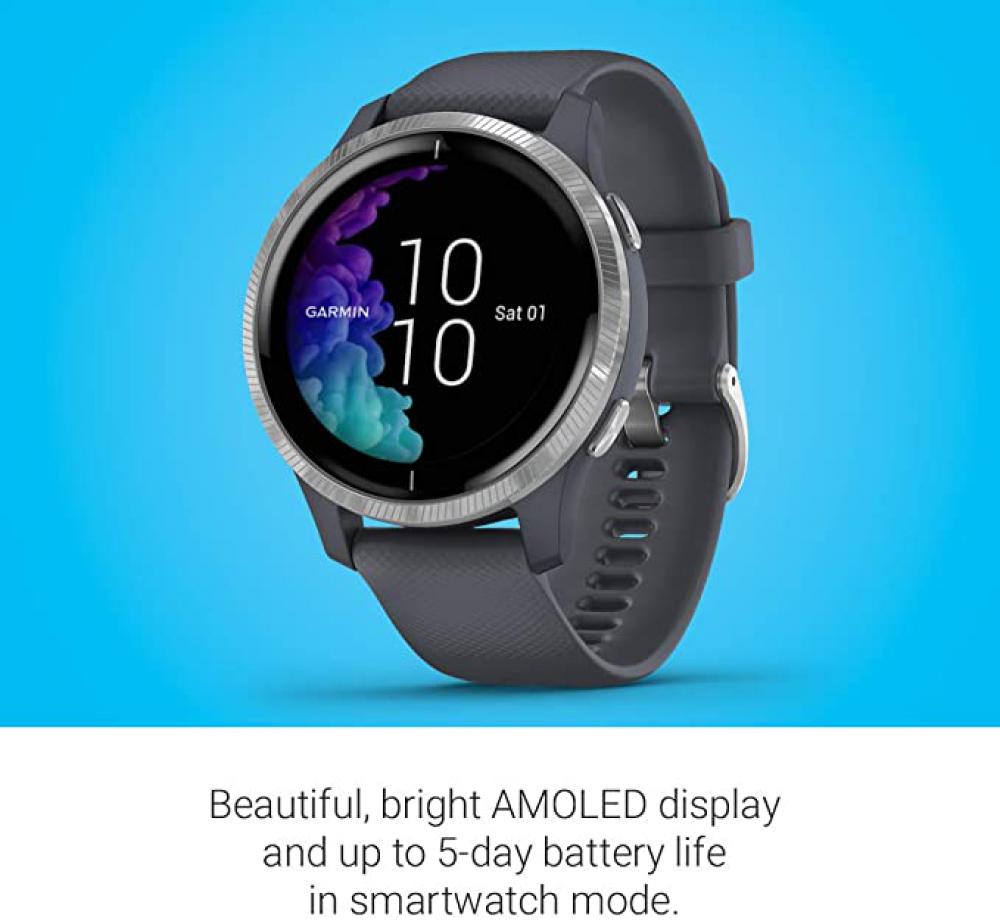 10
GARMIN
Sat 01
10
Beautiful, bright AMOLED display
and up to 5-day battery life
in smartwatch mode.